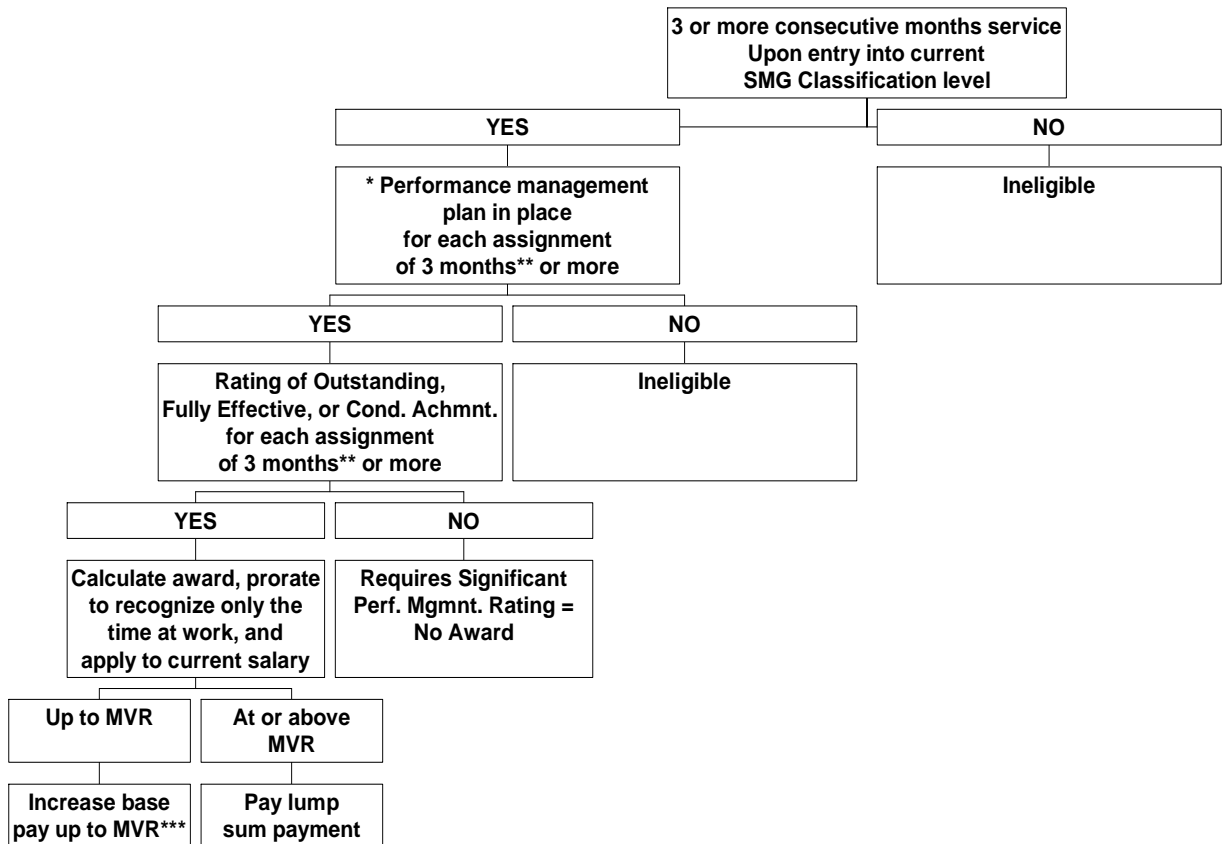 3 or more consecutive months service
Upon entry into current
SMG Classification level
YES
NO
* Performance management
plan in place
for each assignment
of 3 months** or more
Ineligible
YES
NO
Rating of Outstanding,
Fully Effective, or Cond. Achmnt.
for each assignment
of 3 months** or more
Ineligible
YES
NO
Calculate award, prorate
to recognize only the
time at work, and
apply to current salary
Requires Significant
Perf. Mgmnt. Rating =
No Award
Up to MVR
At or above
MVR
Increase base
pay up to MVR***
Pay lump
sum payment